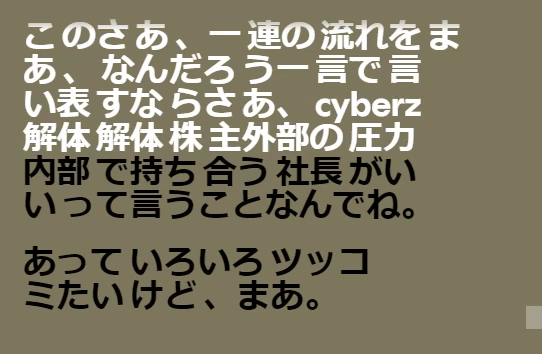 このさあ、一連の流れをま
あ、なんだろう一言で言
い表すならさあ、cyberz
解体解体株主外部の圧力
内部で持ち合う社長がい
いって言うことなんでね。
あっていろいろツッコ
ミたいけど、まあ。